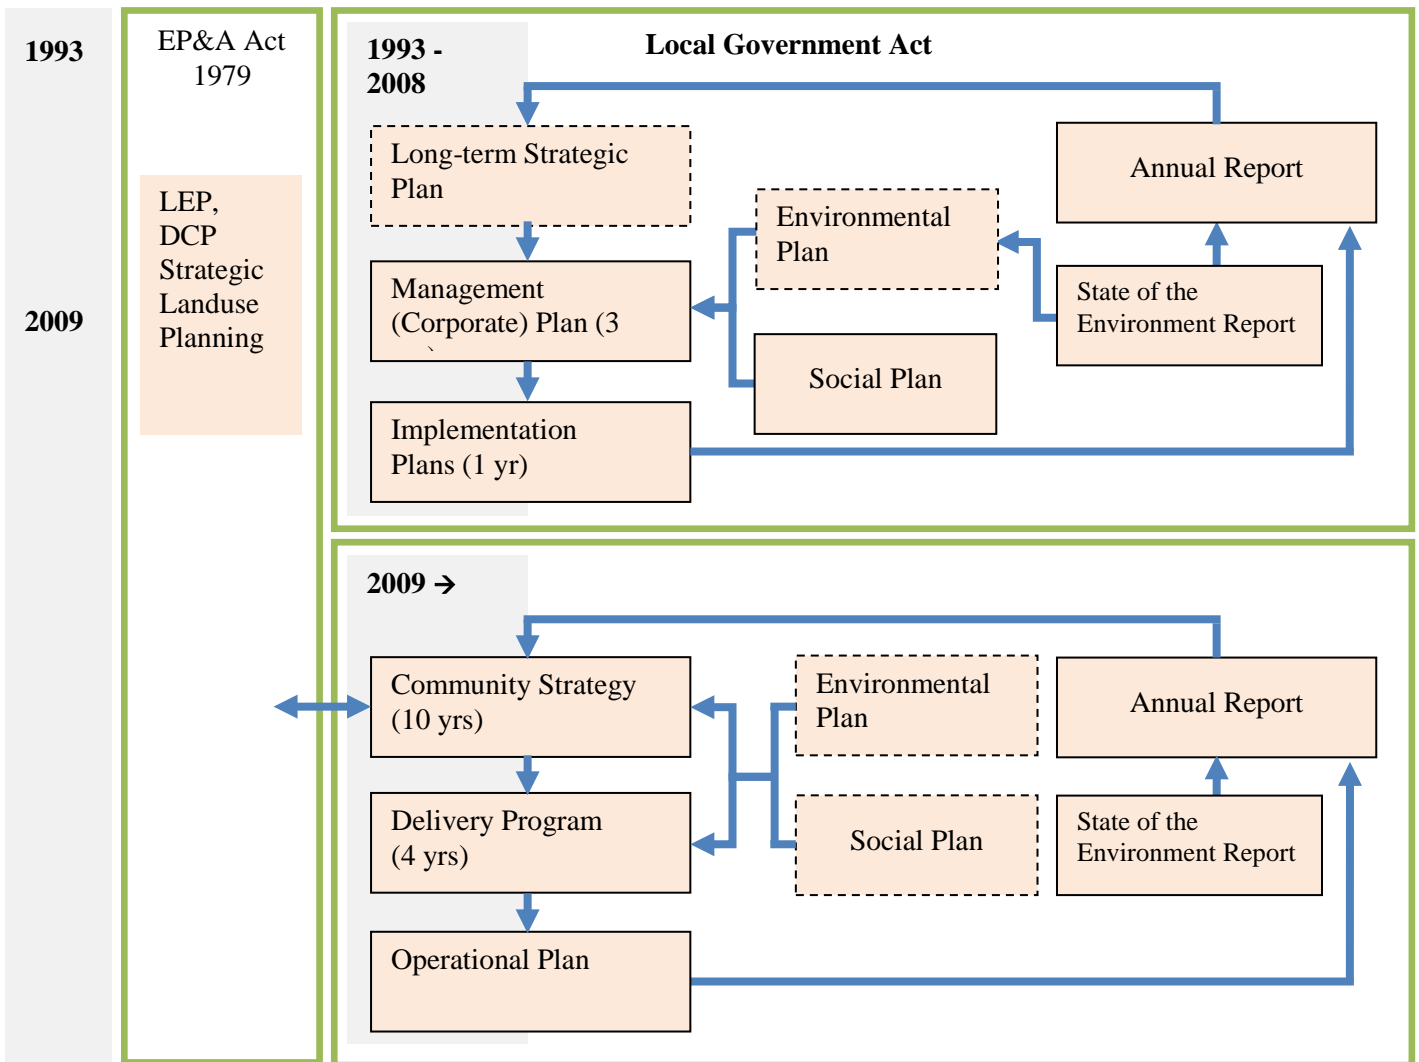 1993
2009
EP&A Act
1979
LEP,
DCP
Strategic
Landuse
Planning
Local Government Act
1993 -
2008
Long-term Strategic
Plan
Management
(Corporate) Plan (3
Implementation
Plans (1 yr)
Environmental
Plan
Social Plan
Annual Report
State of the
Environment Report
2009 →
Community Strategy
(10 yrs)
Delivery Program
(4 yrs)
Operational Plan
Environmental
Plan
Social Plan
Annual Report
State of the
Environment Report